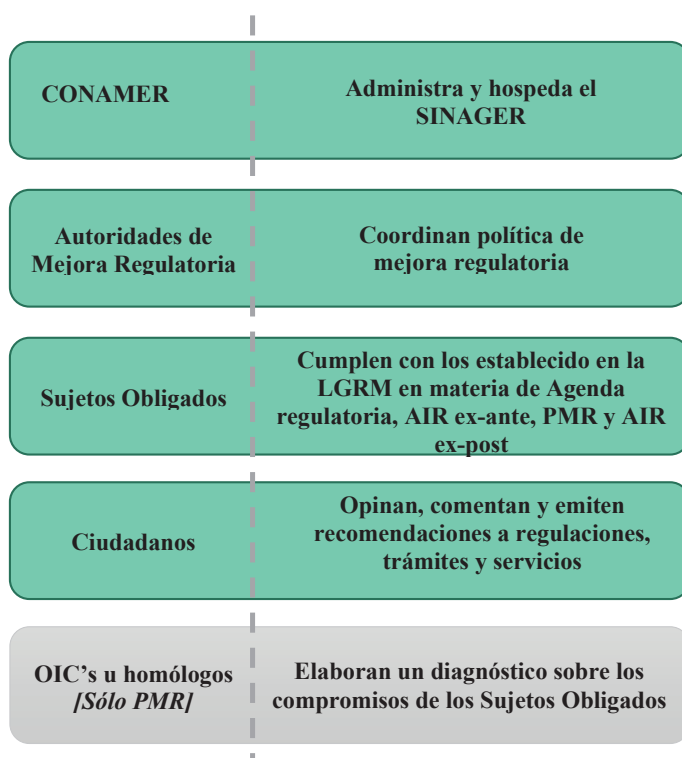 CONAMER
Administra y hospeda el
SINAGER
Autoridades de
Mejora Regulatoria
Coordinan política de
mejora regulatoria
Sujetos Obligados
Cumplen con los establecido en la
LGRM en materia de Agenda
regulatoria, AIR ex-ante, PMR y AIR
ex-post
Ciudadanos
Opinan, comentan y emiten
recomendaciones a regulaciones,
trámites y servicios
OIC’s u homólogos
[Sólo PMR]
Elaboran un diagnóstico sobre los
compromisos de los Sujetos Obligados